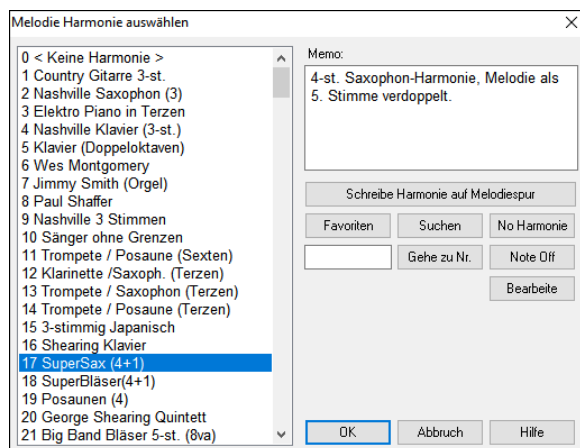 Melodie Harmonie auswählen
0 < Keine Harmonie >
1 Country Gitarre 3-st.
2 Nashville Saxophon (3)
3 Elektro Piano in Terzen
4 Nashville Klavier (3-st.)
5 Klavier (Doppeloktaven)
6 Wes Montgomery
7 Jimmy Smith (Orgel)
8 Paul Shaffer
9 Nashville 3 Stimmen
10 Sänger ohne Grenzen
11 Trompete / Posaune (Sexten)
12 Klarinette /Saxoph. (Terzen)
13 Trompete / Saxophon (Terzen)
14 Trompete / Posaune (Terzen)
15 3-stimmig Japanisch
16 Shearing Klavier
17 SuperSax (4+1)
18 SuperBläser(4+1)
19 Posaunen (4)
20 George Shearing Quintett
21 Big Band Bläser 5-st. (8va)
Memo:
4-st. Saxophon-Harmonie, Melodie als
5. Stimme verdoppelt.
Schreibe Harmonie auf Melodiespur
Favoriten Suchen No Harmonie
Gehe zu Nr. Note Off
Bearbeite
OK Abbruch Hilfe